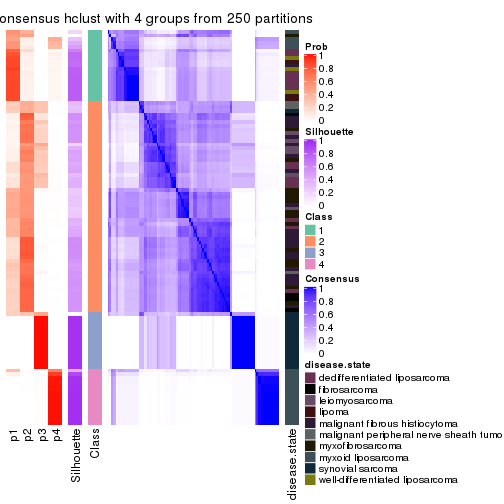 onsensus hclust with 4 groups from 250 partitions
Prob
1
0.8
0.6
0.4
0.2
0
Silhouette
1
0.8
0.6
0.4
0.2
0
Class
1
2
3
4
Consensus
1
0.8
0.6
0.4
0.2
0
disease.state
dedifferentiated liposarcoma
fibrosarcoma
leiomyosarcoma
lipoma
malignant fibrous histiocytoma
malignant peripheral nerve sheath tumo
myxofibrosarcoma
myxoid liposarcoma
synovial sarcoma
well-differentiated liposarcoma
p1
p2
p3
p4
Silhouette
Class
disease.state